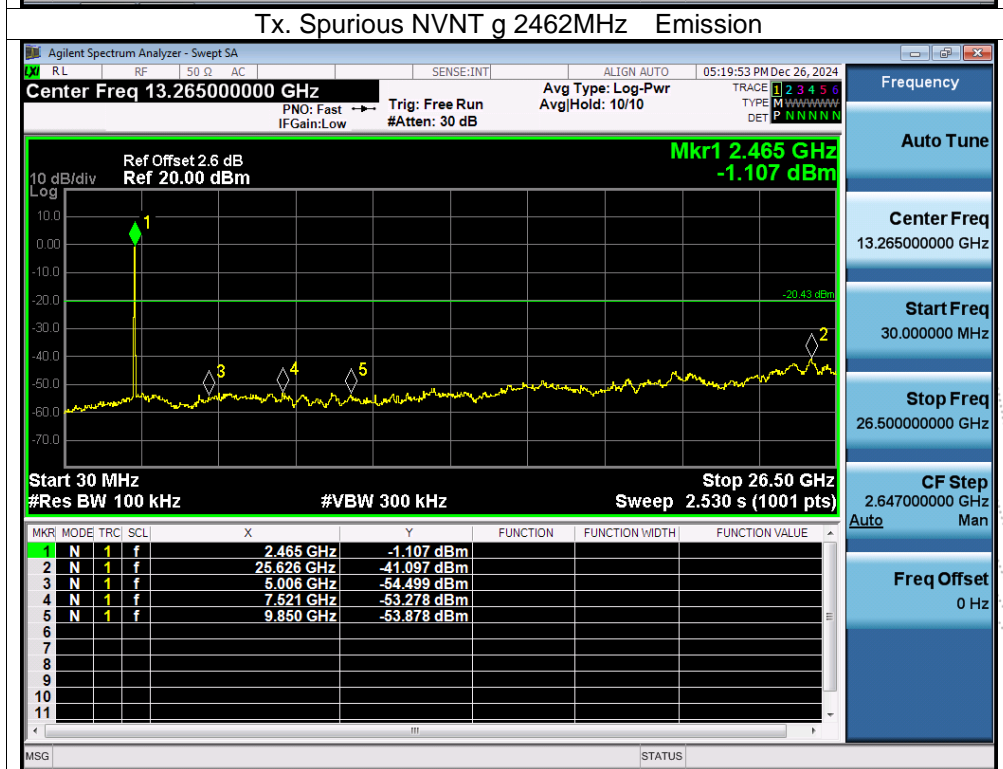 Tx. Spurious NVNT g 2462MHz Emission
Agilent Spectrum Analyzer - Swept SA
LXI RL RF 50 Ω AC SENSE:INT ALIGN AUTO 05:19:53 PM Dec 26, 2024
Center Freq 13.265000000 GHz
PNO: Fast
IFGain:Low
Trig: Free Run
#Atten: 30 dB
Avg Type: Log-Pwr
Avg|Hold: 10/10
TRACE 1 2 3 4 5 6
TYPE M WWWWW
DET P N N N N N
10 dB/div
Log
Ref Offset 2.6 dB
Ref 20.00 dBm
Mkr1 2.465 GHz
-1.107 dBm
10.0
0.00
-10.0
-20.0
-30.0
-40.0
-50.0
-60.0
-70.0
-20.43 dBm
1
2
3
4
5
Start 30 MHz
Stop 26.50 GHz
#Res BW 100 kHz
#VBW 300 kHz
Sweep 2.530 s (1001 pts)
MKR MODE TRC SCL X Y FUNCTION FUNCTION WIDTH FUNCTION VALUE
1 N 1 f 2.465 GHz -1.107 dBm
2 N 1 f 25.626 GHz -41.097 dBm
3 N 1 f 5.006 GHz -54.499 dBm
4 N 1 f 7.521 GHz -53.278 dBm
5 N 1 f 9.850 GHz -53.878 dBm
6
7
8
9
10
11
MSG
STATUS
Frequency
Auto Tune
Center Freq
13.265000000 GHz
Start Freq
30.000000 MHz
Stop Freq
26.500000000 GHz
CF Step
2.647000000 GHz
Auto Man
Freq Offset
0 Hz